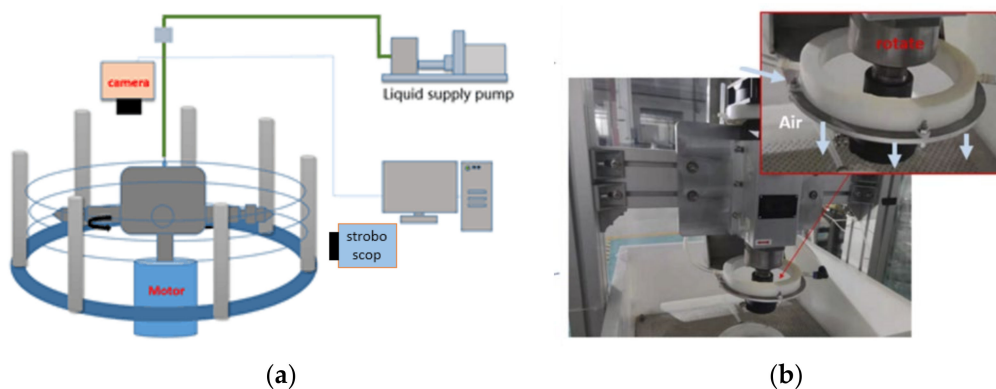 camera
Liquid supply pump
strobo
scop
Motor
(a)
rotate
Air
(b)